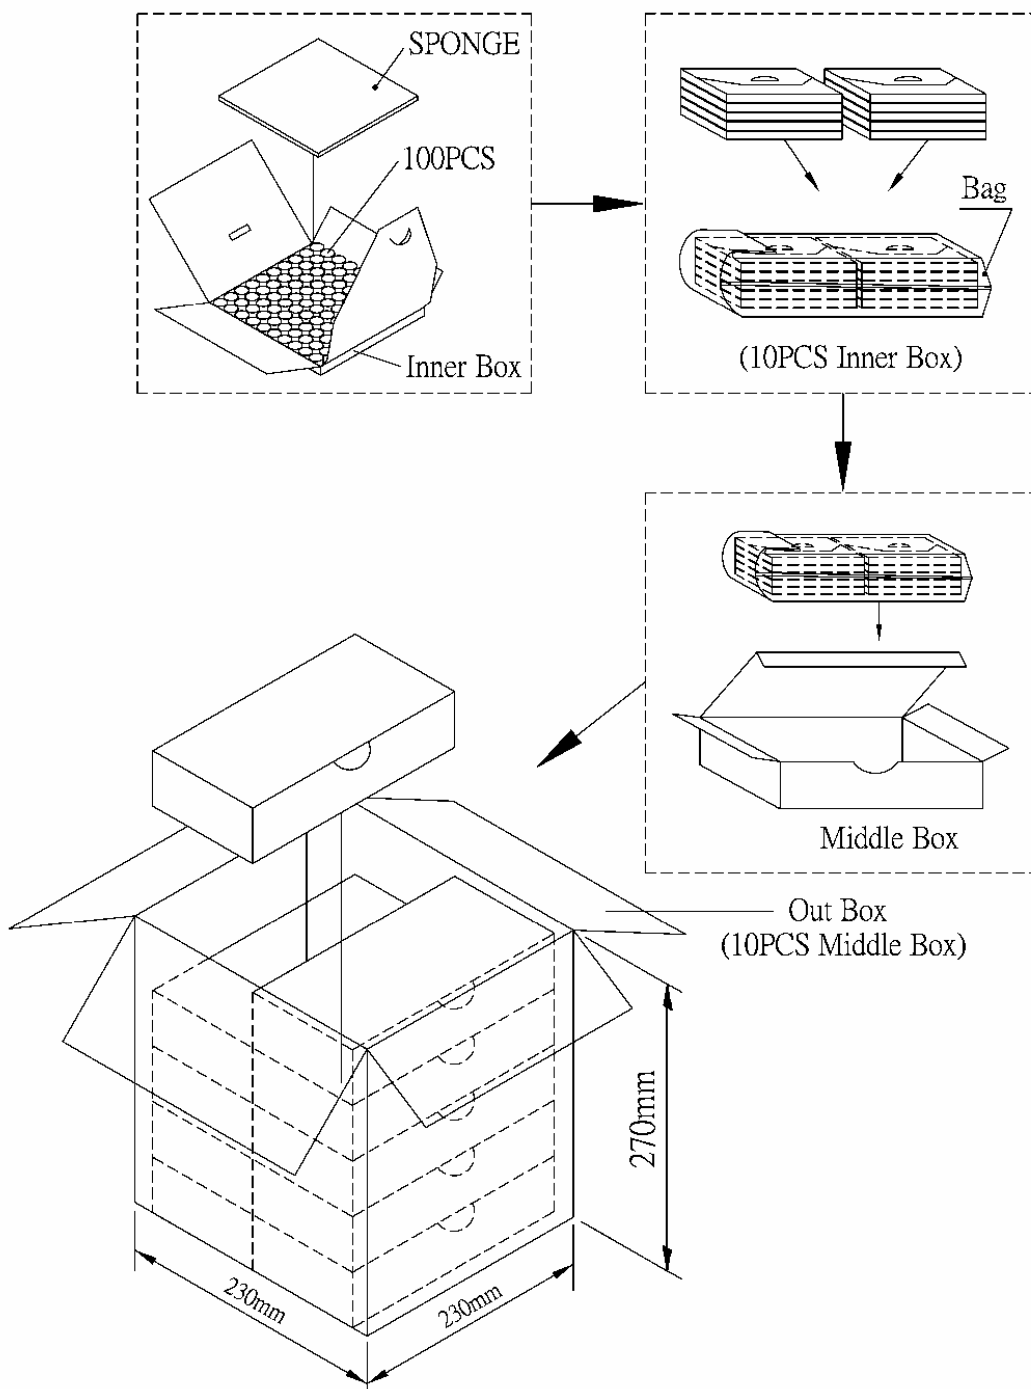 SPONGE
100PCS
Inner Box
Bag
(10PCS Inner Box)
Middle Box
Out Box
(10PCS Middle Box)
270mm
230mm
230mm